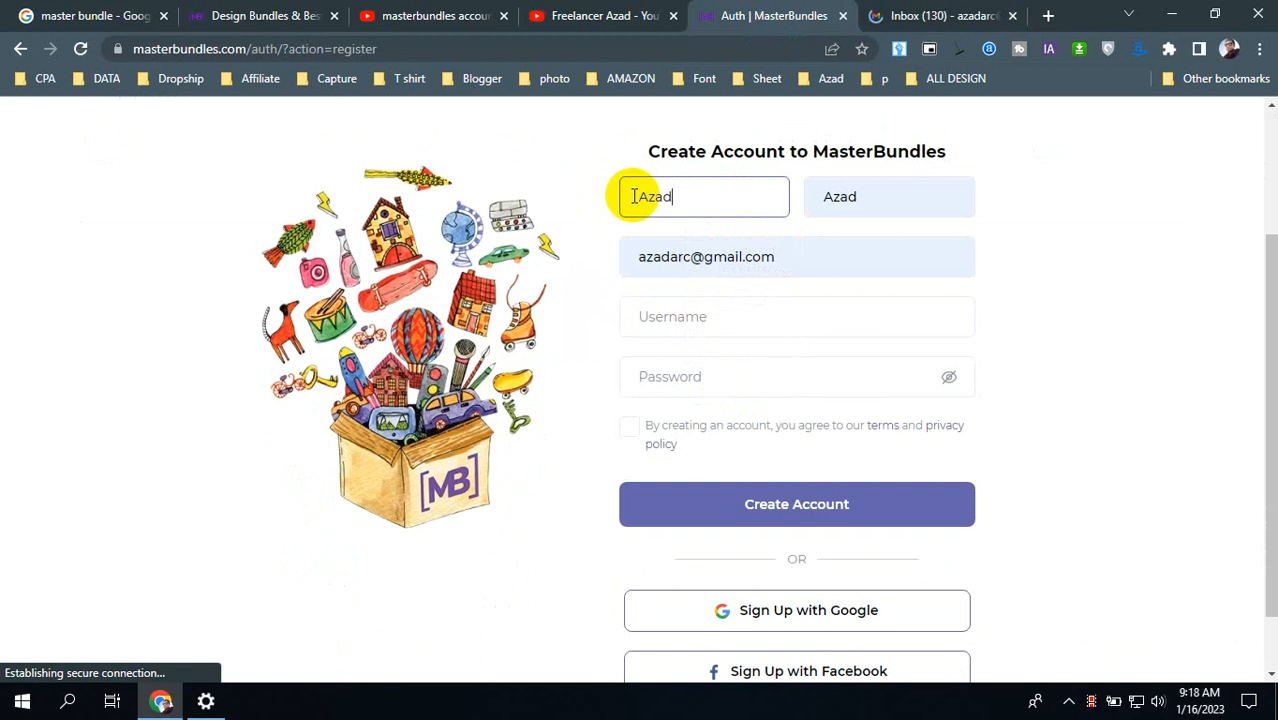 master bundle - Goog
Design Bundles & Bes
masterbundles accou
Freelancer Azad - You
Auth | MasterBundles
Inbox (130) - azadarc@
masterbundles.com/auth/?action=register
CPA
DATA
Dropship
Affiliate
Capture
T shirt
Blogger
photo
AMAZON
Font
Sheet
Azad
p
ALL DESIGN
Other bookmarks
Create Account to MasterBundles
Azad
Azad
azadarc@gmail.com
Username
Password
By creating an account, you agree to our terms and privacy
policy
Create Account
OR
Sign Up with Google
Sign Up with Facebook
[MB]
Establishing secure connection...
9:18 AM
1/16/2023